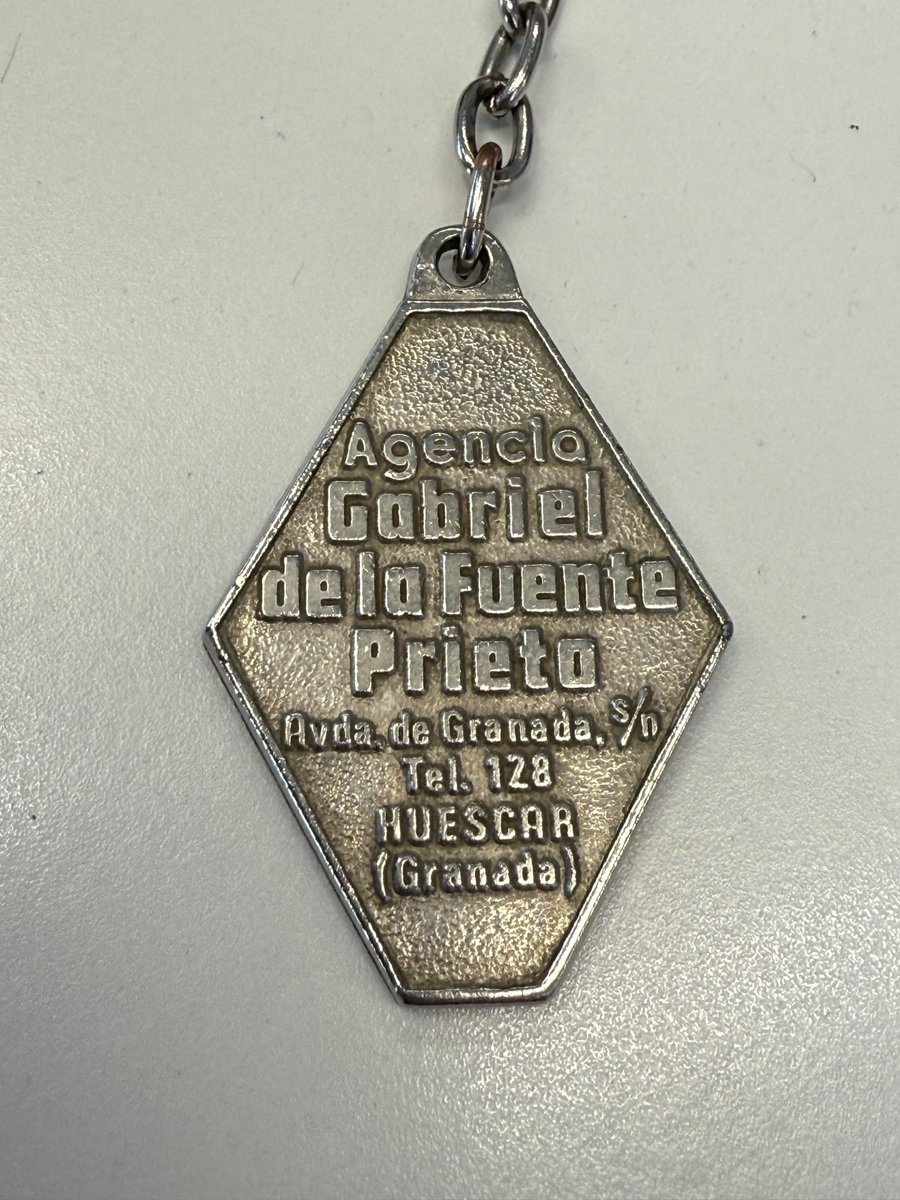 Agencia
Gabriel
de la Fuente
Prieto
Avda. de Granada, s/n
Tel. 128
HUESCAR
(Granada)